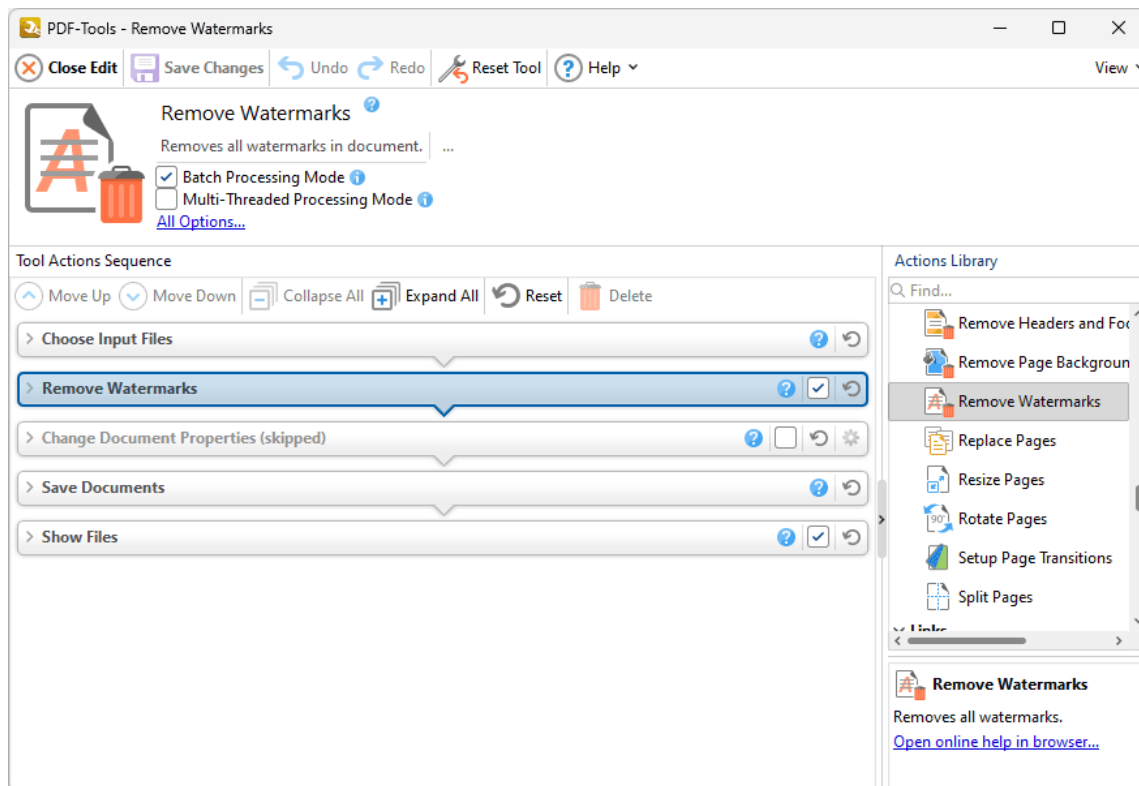 PDF-Tools - Remove Watermarks
Close Edit Save Changes Undo Redo Reset Tool ? Help View
Remove Watermarks ?
Removes all watermarks in document. ...
Batch Processing Mode i
Multi-Threaded Processing Mode i
All Options...
Tool Actions Sequence
Move Up Move Down Collapse All Expand All Reset Delete
Choose Input Files ?
Remove Watermarks ?
Change Document Properties (skipped) ?
Save Documents ?
Show Files ?
Actions Library
Find...
Remove Headers and Foo
Remove Page Backgroun
Remove Watermarks
Replace Pages
Resize Pages
90° Rotate Pages
Setup Page Transitions
Split Pages
Links
Remove Watermarks
Removes all watermarks.
Open online help in browser...